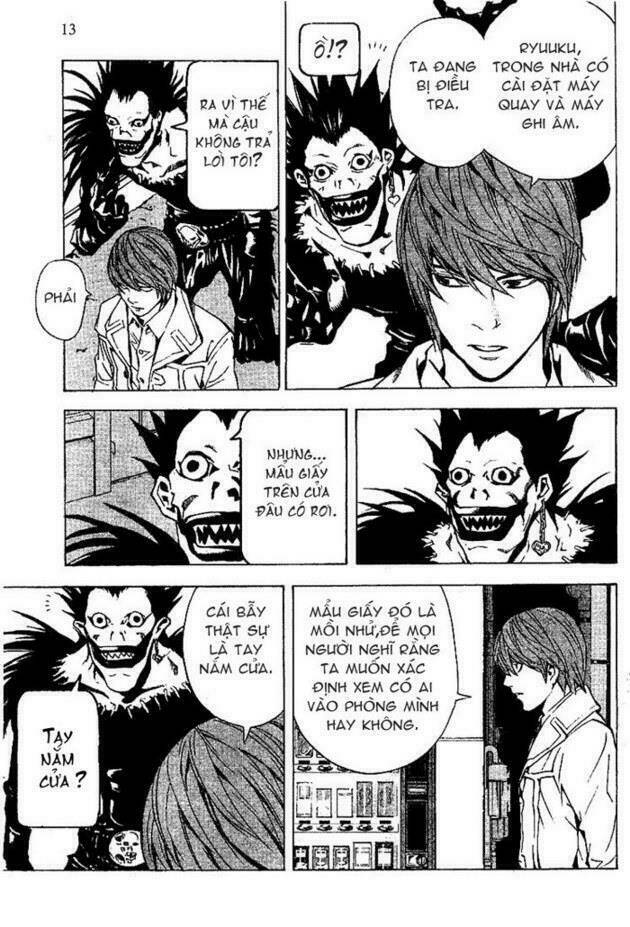 13
RYUUKU,
TRONG NHÀ CÓ
CÀI ĐẶT MÁY
QUAY VÀ MÁY
GHI ÂM.
TA ĐANG
BỊ ĐIỀU
TRA.
Ồ!?
RA VÌ THẾ
MÀ CẬU
KHÔNG TRẢ
LỜI TÔI?
PHẢI
NHƯNG...
MẨU GIẤY
TRÊN CỬA
ĐÂU CÓ RƠI.
MẨU GIẤY ĐÓ LÀ
MỒI NHỬ,ĐỂ MỌI
NGƯỜI NGHĨ RẰNG
TA MUỐN XÁC
ĐỊNH XEM CÓ AI
VÀO PHÒNG MÌNH
HAY KHÔNG.
CÁI BẪY
THẬT SỰ
LÀ TAY
NẮM CỬA.
TAY
NẮM
CỬA?